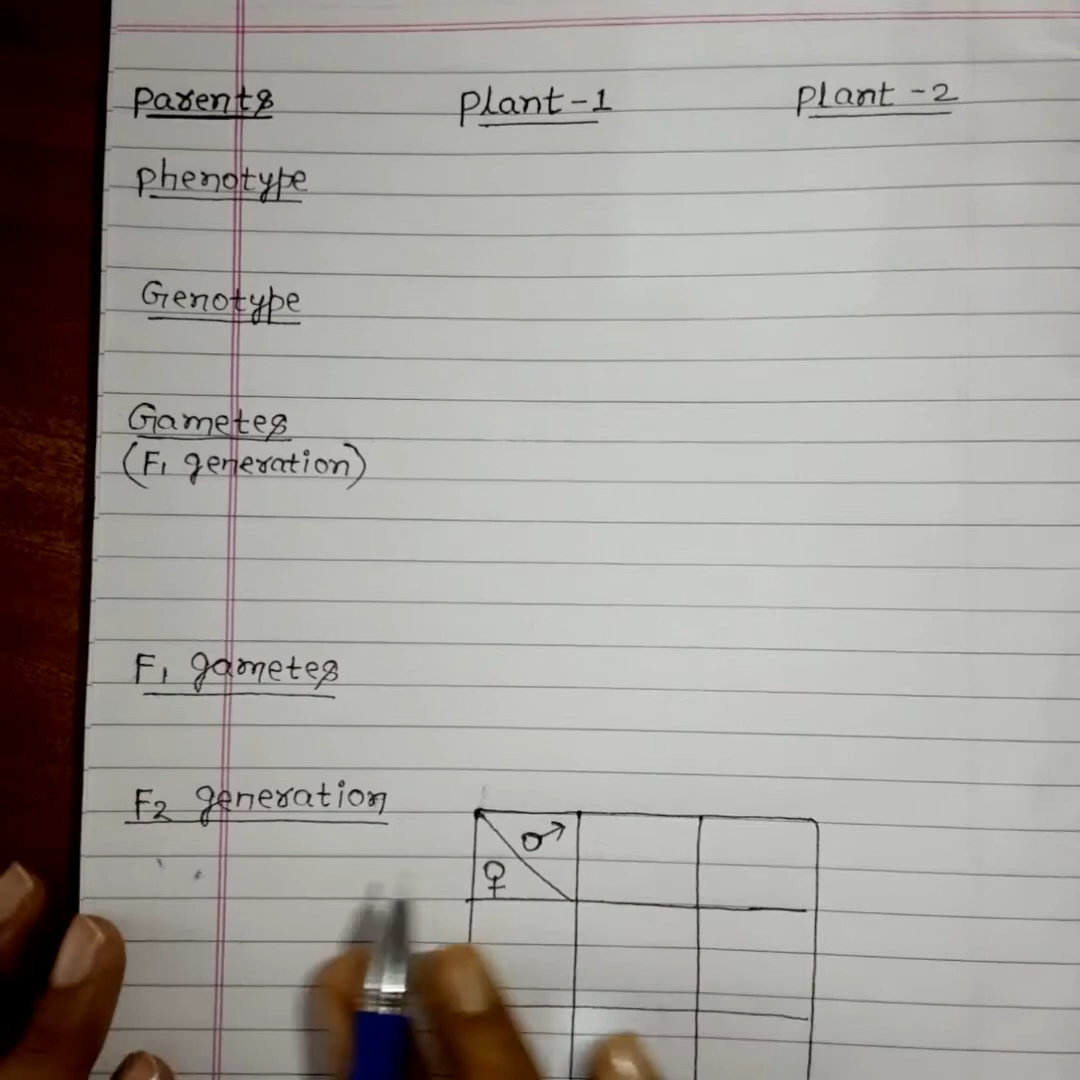 Parents Plant-1 Plant-2
Phenotype
Genotype
Gametes
(F1 generation)
F1 gametes
F2 generation
♂
♀